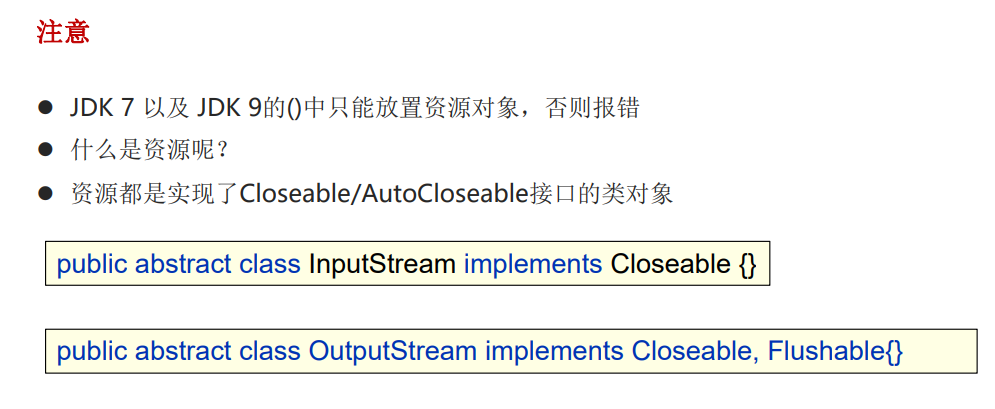 注意
● JDK 7 以及 JDK 9的()中只能放置资源对象，否则报错
● 什么是资源呢？
● 资源都是实现了Closeable/AutoCloseable接口的类对象
public abstract class InputStream implements Closeable {}
public abstract class OutputStream implements Closeable, Flushable{}